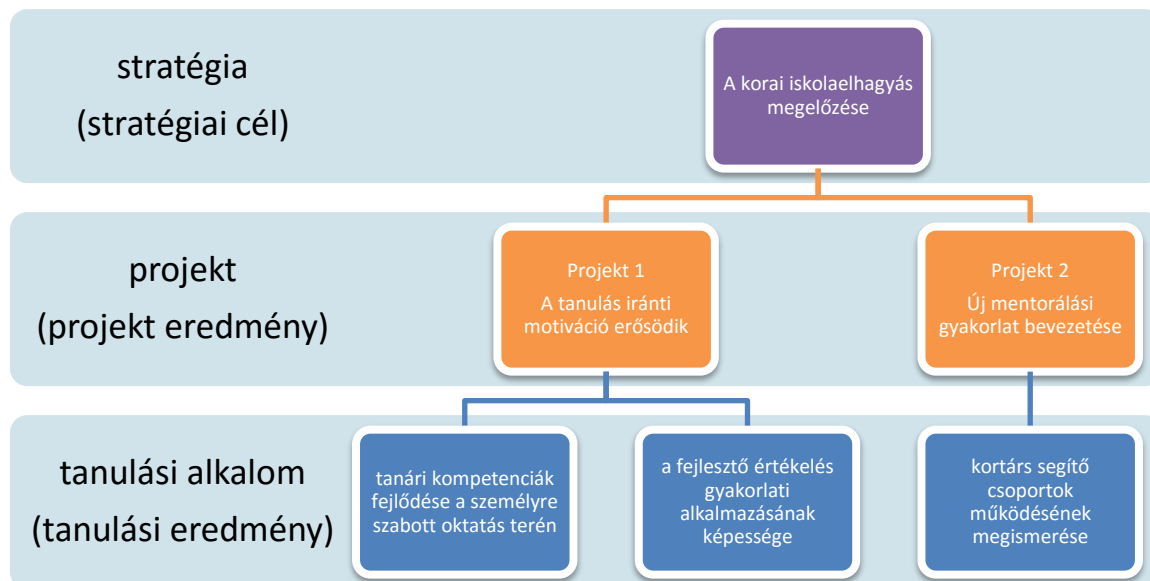 stratégia
(stratégiai cél)
A korai iskolaelhagyás
megelőzése
projekt
(projekt eredmény)
Projekt 1
A tanulás iránti
motiváció erősödik
Projekt 2
Új mentorálási
gyakorlat bevezetése
tanulási alkalom
(tanulási eredmény)
tanári kompetenciák
fejlődése a személyre
szabott oktatás terén
a fejlesztő értékelés
gyakorlati
alkalmazásának
képessége
kortárs segítő
csoportok
működésének
megismerése